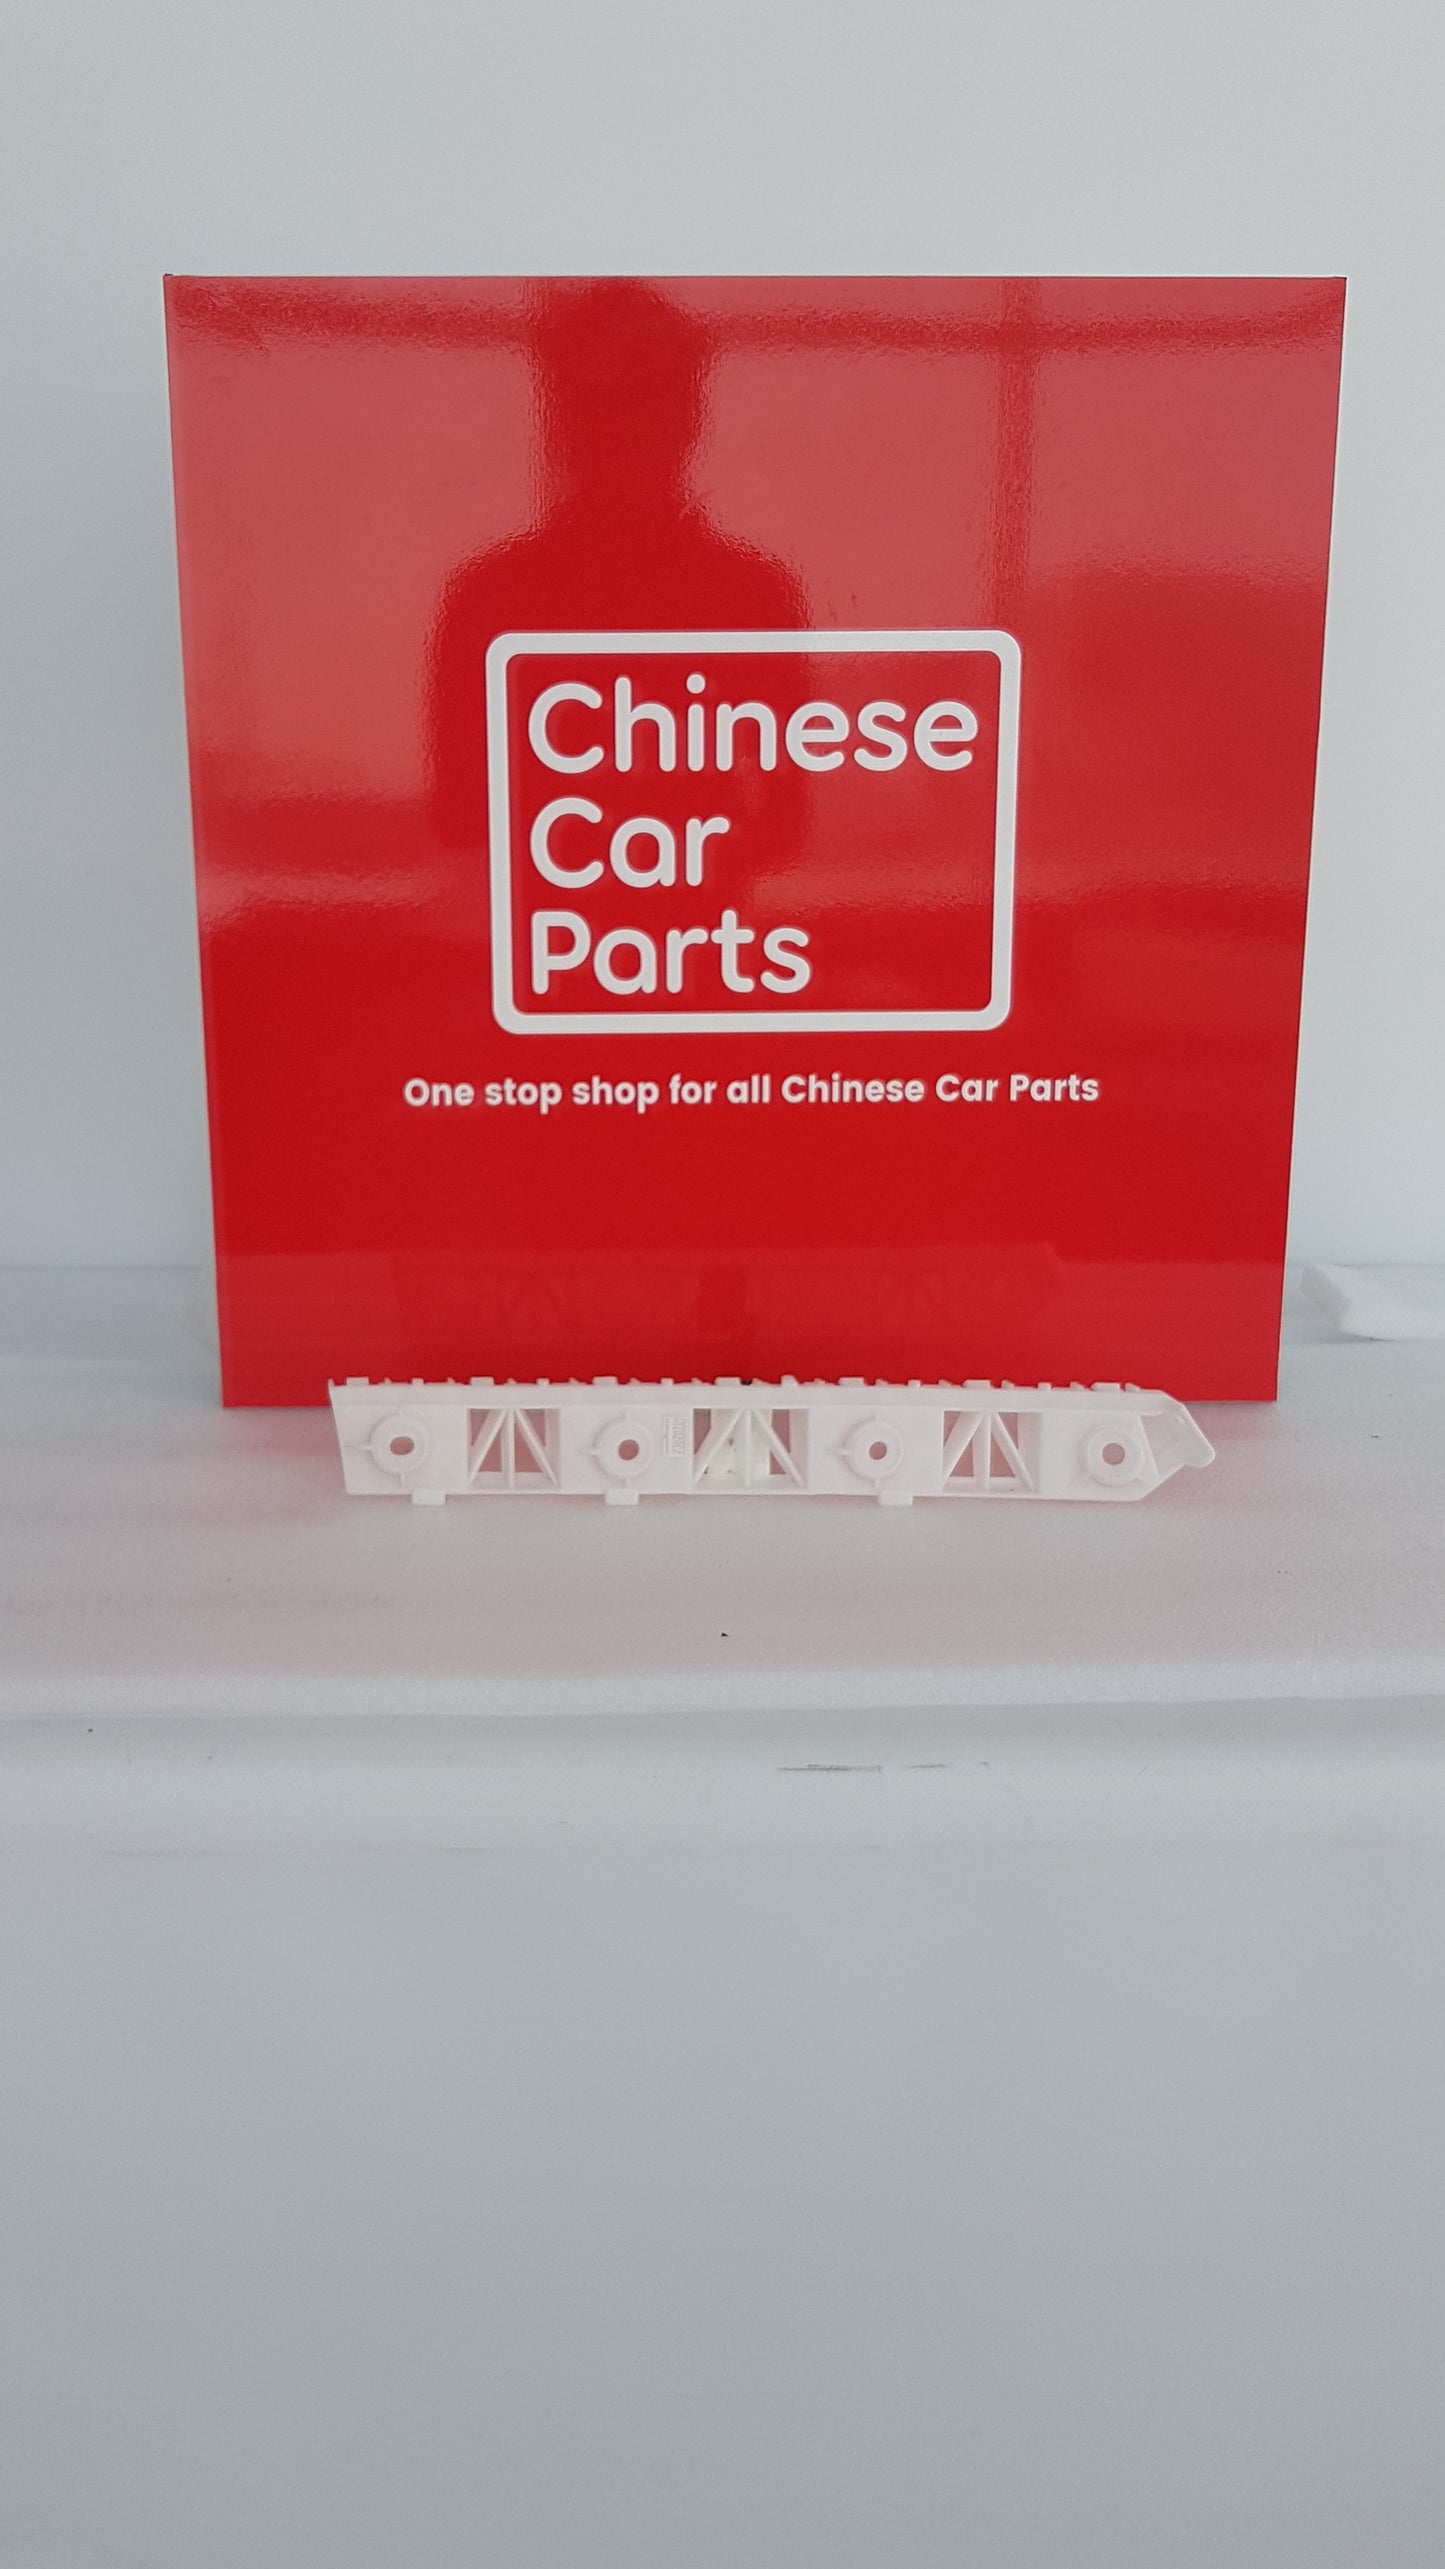 Chinese
Car
Parts
One stop shop for all Chinese Car Parts